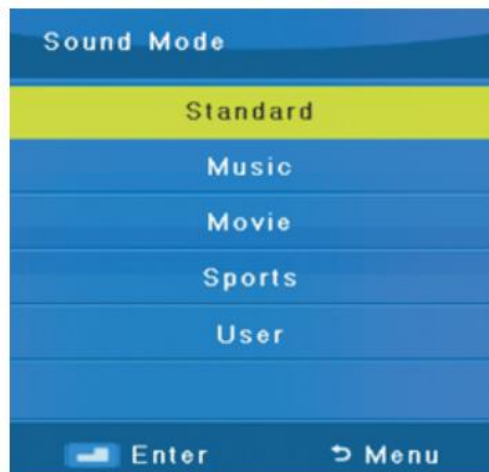 Sound Mode
Standard
Music
Movie
Sports
User
Enter Menu